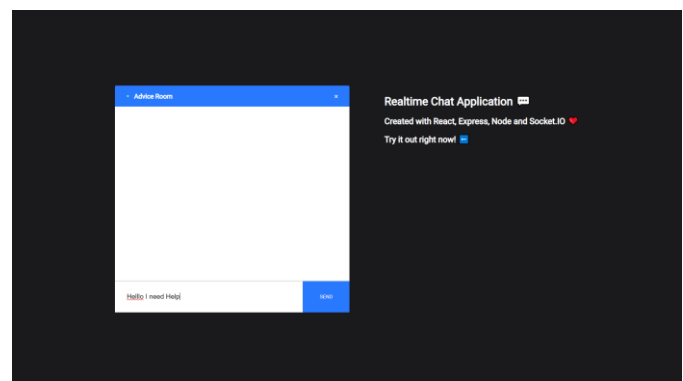 Advice Room
Realtime Chat Application 💬
Created with React, Express, Node and Socket.IO ❤️
Try it out right now! ⬅️
Helllo I need Help
SEND